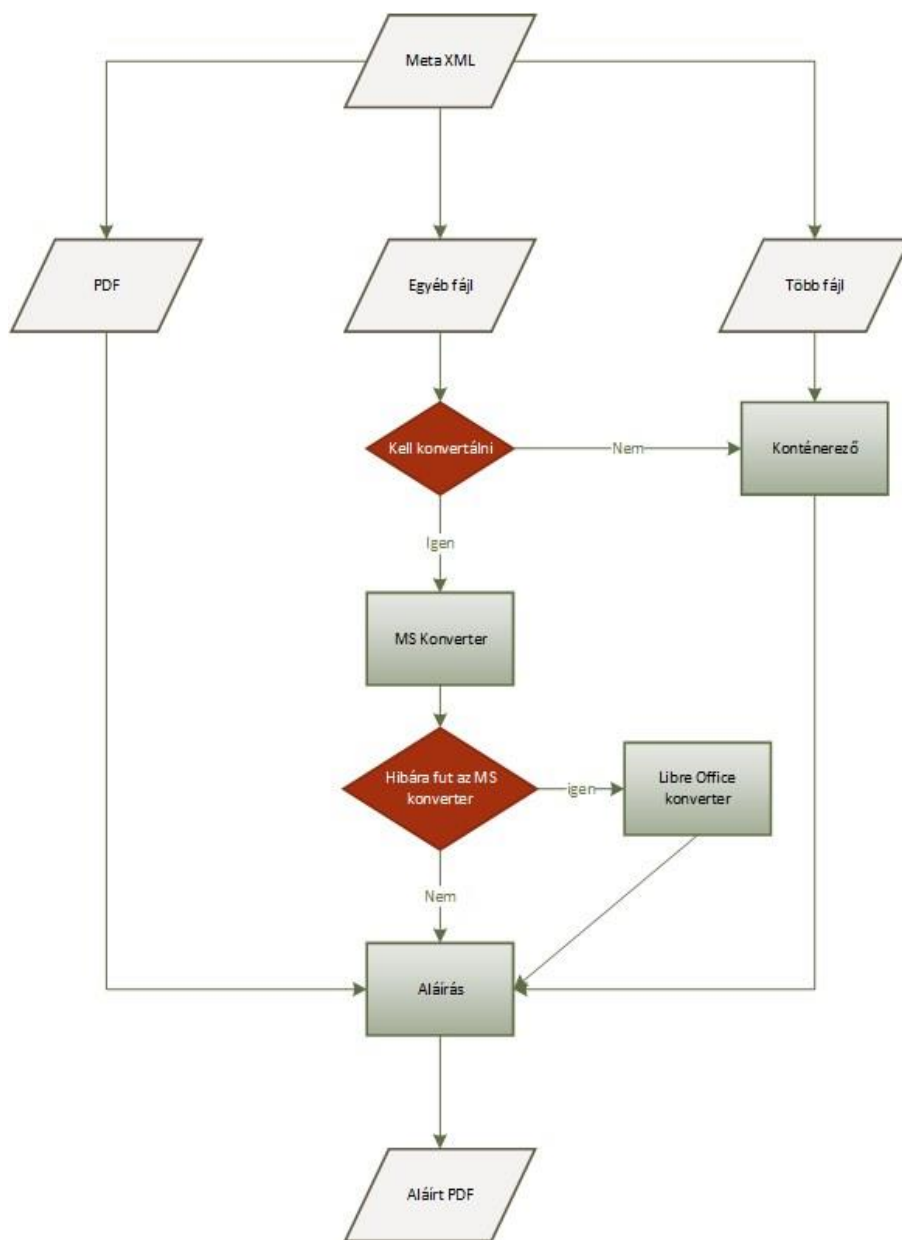 Meta XML
PDF
Egyéb fájl
Több fájl
Kell konvertálni
Nem
Konténerező
Igen
MS Konverter
Hibára fut az MS
konverter
igen
Libre Office
konverter
Nem
Aláírás
Aláírt PDF